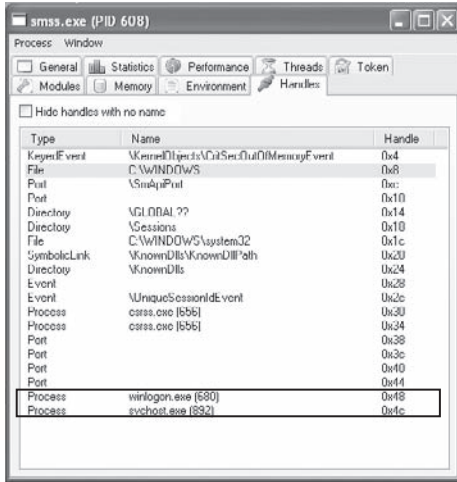 smss.exe (PID 608)
Process Window
General Statistics Performance Threads Token
Modules Memory Environment Handles
Hide handles with no name
Type Name Handle
KeyedEvent \KernelObjects\CritSecOutOfMemoryEvent 0x4
File C:\WINDOWS 0x8
Port \SmApiPort 0xc
Port 0x10
Directory \GLOBAL?? 0x14
Directory \Sessions 0x18
File C:\WINDOWS\system32 0x1c
SymbolicLink \KnownDlls\KnownDllPath 0x20
Directory \KnownDlls 0x24
Event 0x28
Event \UniqueSessionIdEvent 0x2c
Process csrss.exe (656) 0x30
Process csrss.exe (656) 0x34
Port 0x38
Port 0x3c
Port 0x40
Port 0x44
Process winlogon.exe (680) 0x48
Process svchost.exe (892) 0x4c